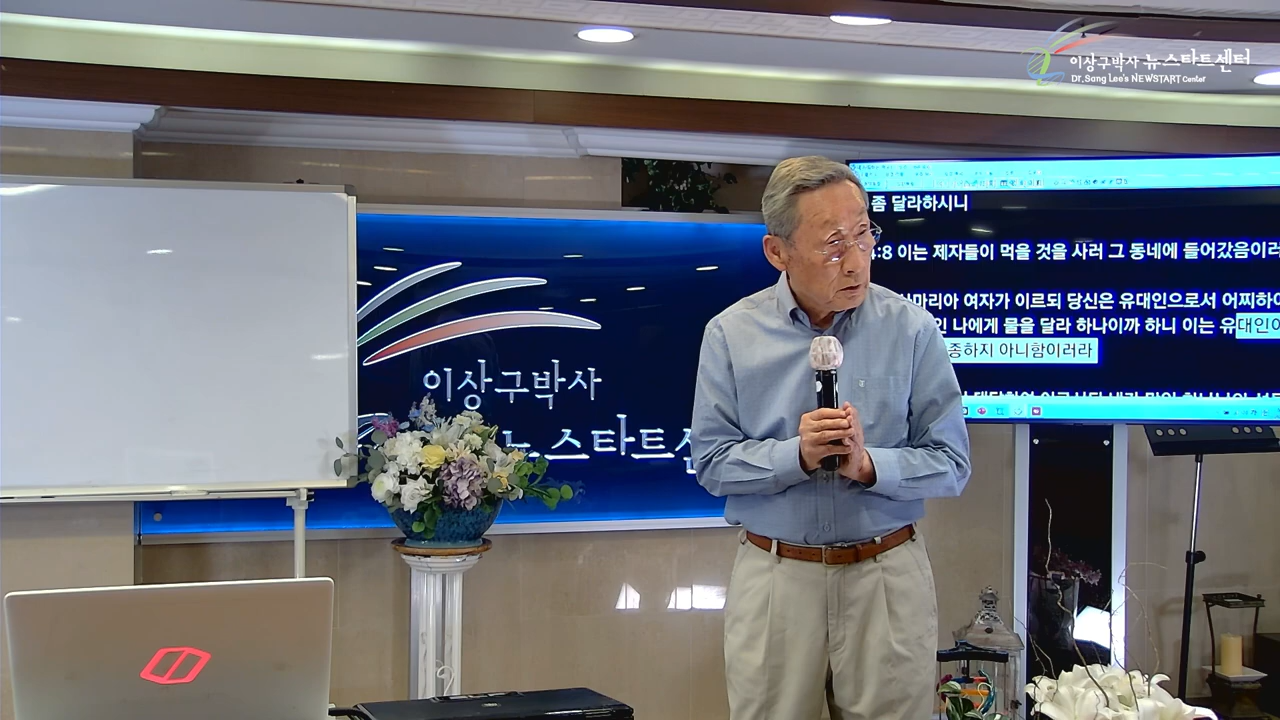 이상구박사 뉴스타트센터
Dr. Sang Lee's NEWSTART Center
좀 달라하시니
4:8 이는 제자들이 먹을 것을 사러 그 동네에 들어갔음이러라
사마리아 여자가 이르되 당신은 유대인으로서 어찌하여
인 나에게 물을 달라 하나이까 하니 이는 유대인이
종하지 아니함이러라
이상구박사
뉴스타트센